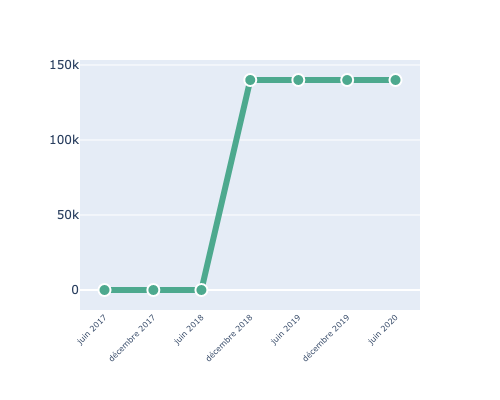 150k
100k
50k
0
juin 2017
décembre 2017
juin 2018
décembre 2018
juin 2019
décembre 2019
juin 2020